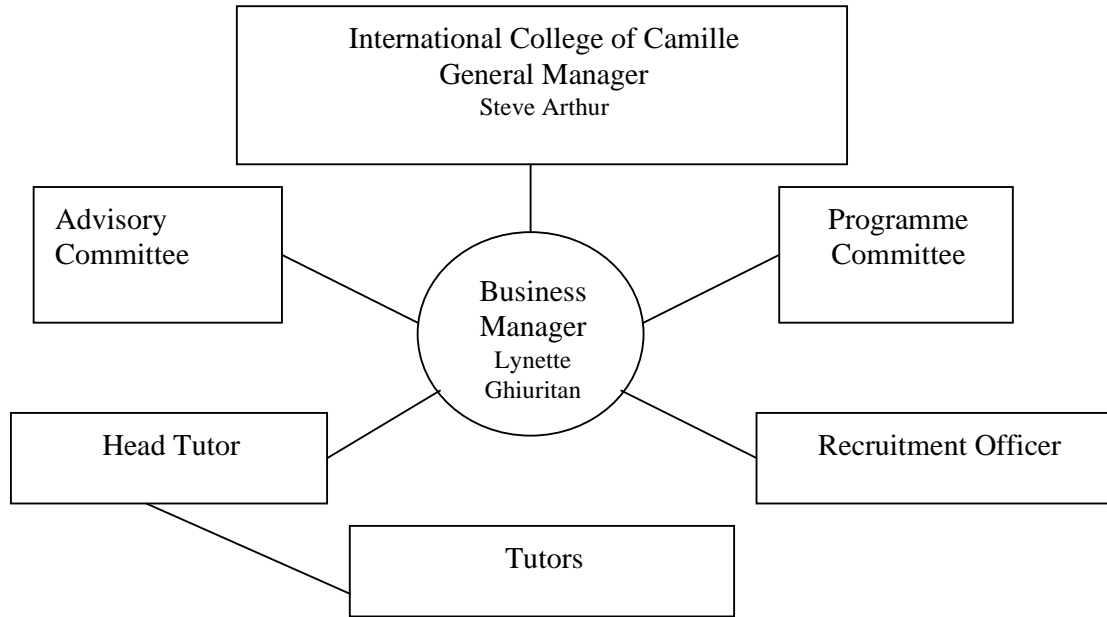 International College of Camille
General Manager
Steve Arthur
Advisory
Committee
Programme
Committee
Business
Manager
Lynette
Ghiuritan
Head Tutor
Recruitment Officer
Tutors